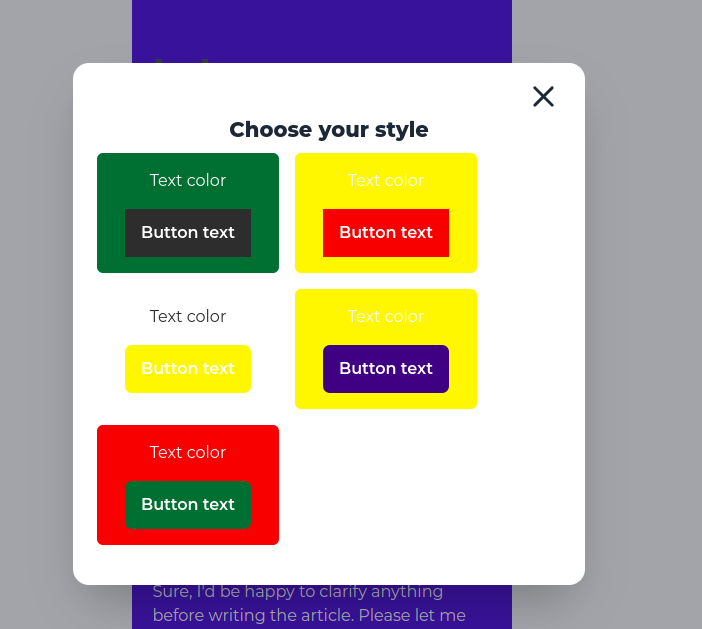 Choose your style
Text color
Button text
Text color
Button text
Text color
Button text
Text color
Button text
Text color
Button text
Sure, I'd be happy to clarify anything
before writing the article. Please let me